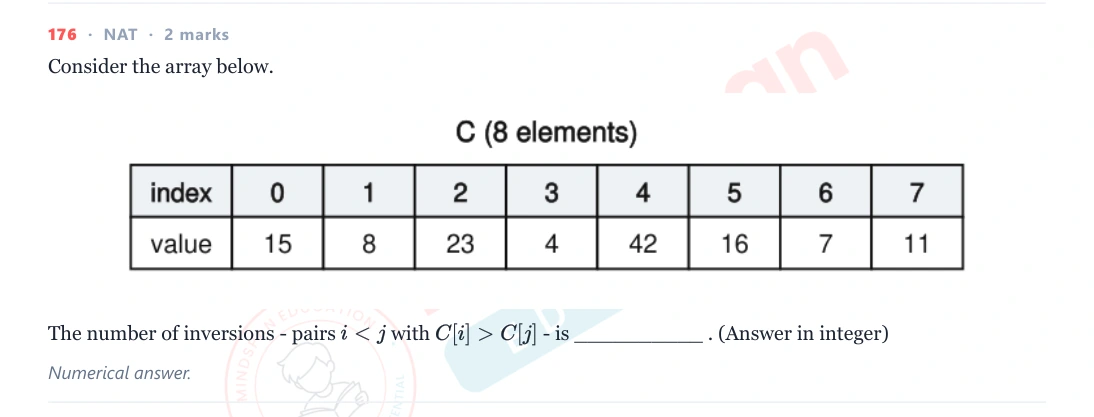 176 · NAT · 2 marks
Consider the array below.
C (8 elements)
index 0 1 2 3 4 5 6 7
value 15 8 23 4 42 16 7 11
The number of inversions - pairs i < j with C[i] > C[j] - is ____________ . (Answer in integer)
Numerical answer.